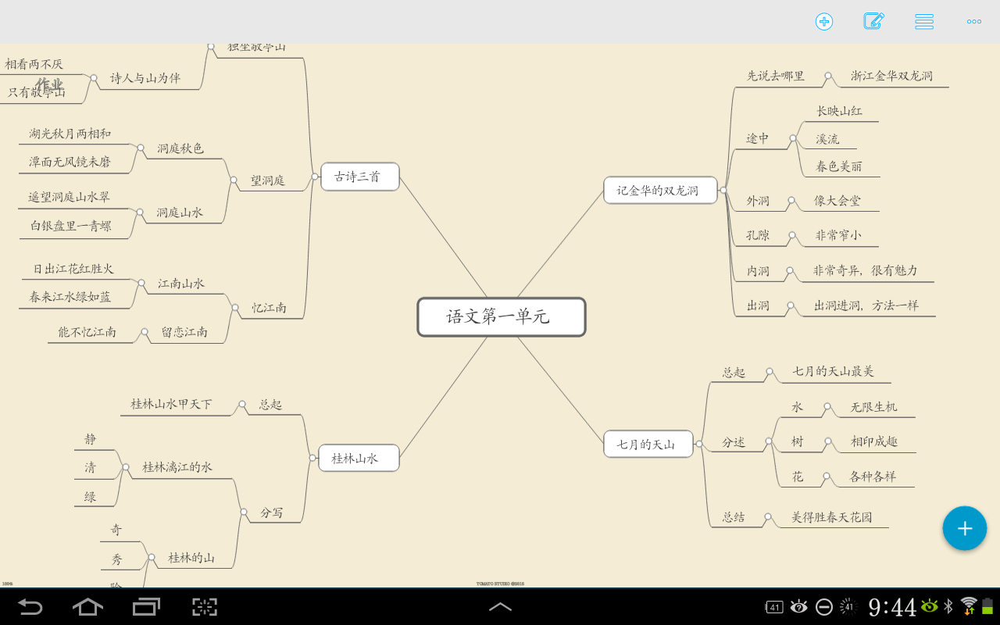 独坐敬亭山
相看两不厌
诗人与山为伴
作业
只有敬亭山
湖光秋月两相和
洞庭秋色
潭面无风镜未磨
望洞庭
古诗三首
遥望洞庭山水翠
洞庭山水
白银盘里一青螺
日出江花红胜火
江南山水
春来江水绿如蓝
忆江南
能不忆江南
留恋江南
语文第一单元
桂林山水甲天下
总起
静
清
桂林漓江的水
绿
桂林山水
分写
奇
秀
桂林的山
先说去哪里
浙江金华双龙洞
长映山红
途中
溪流
春色美丽
记金华的双龙洞
外洞
像大会堂
孔隙
非常窄小
内洞
非常奇异，很有魅力
出洞
出洞进洞，方法一样
总起
七月的天山最美
水
无限生机
七月的天山
分述
树
相印成趣
花
各种各样
总结
美得胜春天花园
100%
TOMATO STUDIO @2015
41
41
9:44